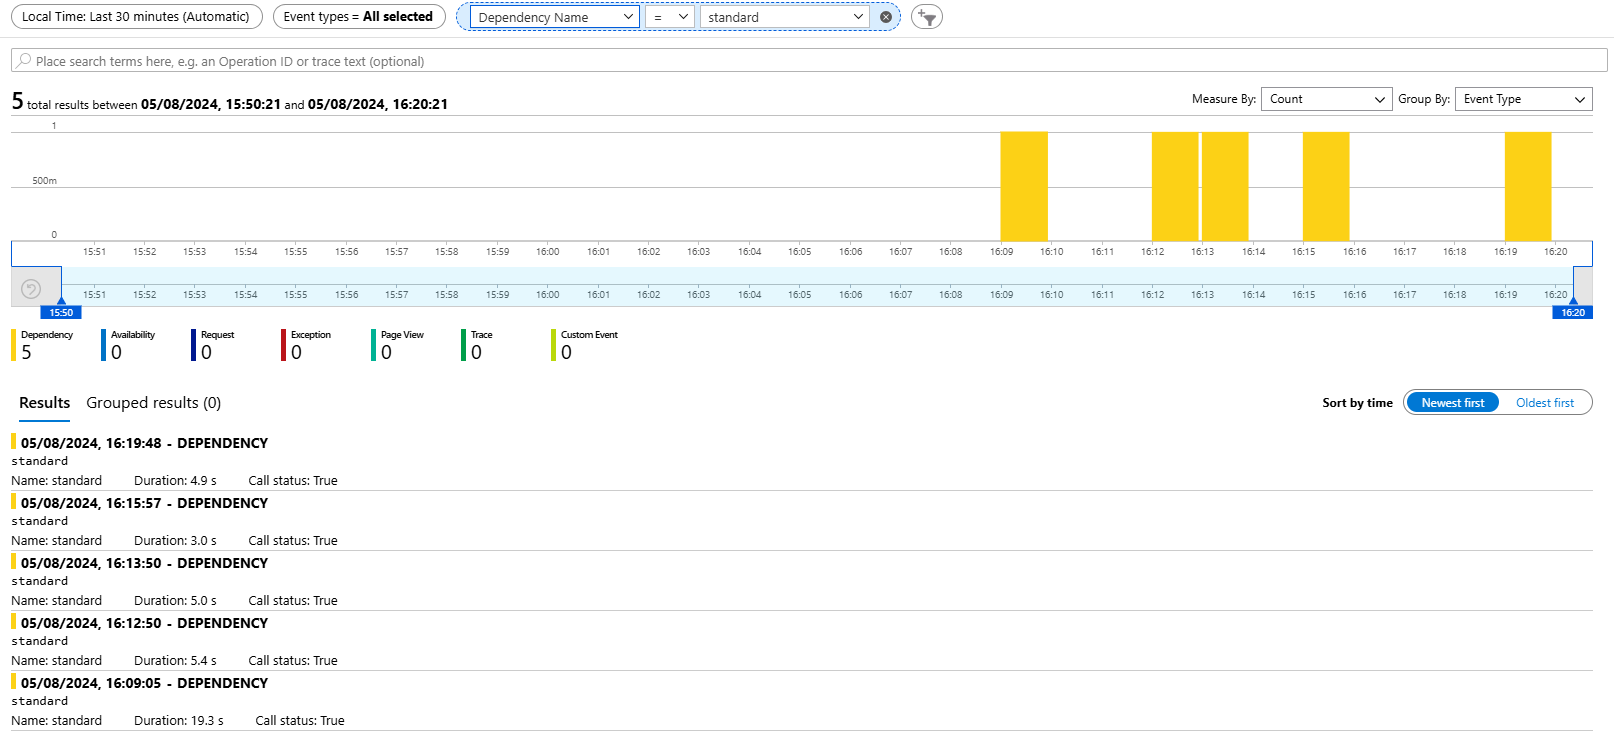 Local Time: Last 30 minutes (Automatic) Event types = All selected Dependency Name = standard
Place search terms here, e.g. an Operation ID or trace text (optional)
5 total results between 05/08/2024, 15:50:21 and 05/08/2024, 16:20:21 Measure By: Count Group By: Event Type
1
500m
0
15:51 15:52 15:53 15:54 15:55 15:56 15:57 15:58 15:59 16:00 16:01 16:02 16:03 16:04 16:05 16:06 16:07 16:08 16:09 16:10 16:11 16:12 16:13 16:14 16:15 16:16 16:17 16:18 16:19 16:20
15:51 15:52 15:53 15:54 15:55 15:56 15:57 15:58 15:59 16:00 16:01 16:02 16:03 16:04 16:05 16:06 16:07 16:08 16:09 16:10 16:11 16:12 16:13 16:14 16:15 16:16 16:17 16:18 16:19 16:20
15:50 16:20
Dependency Availability Request Exception Page View Trace Custom Event
5 0 0 0 0 0 0
Results Grouped results (0) Sort by time Newest first Oldest first
05/08/2024, 16:19:48 - DEPENDENCY
standard
Name: standard Duration: 4.9 s Call status: True
05/08/2024, 16:15:57 - DEPENDENCY
standard
Name: standard Duration: 3.0 s Call status: True
05/08/2024, 16:13:50 - DEPENDENCY
standard
Name: standard Duration: 5.0 s Call status: True
05/08/2024, 16:12:50 - DEPENDENCY
standard
Name: standard Duration: 5.4 s Call status: True
05/08/2024, 16:09:05 - DEPENDENCY
standard
Name: standard Duration: 19.3 s Call status: True